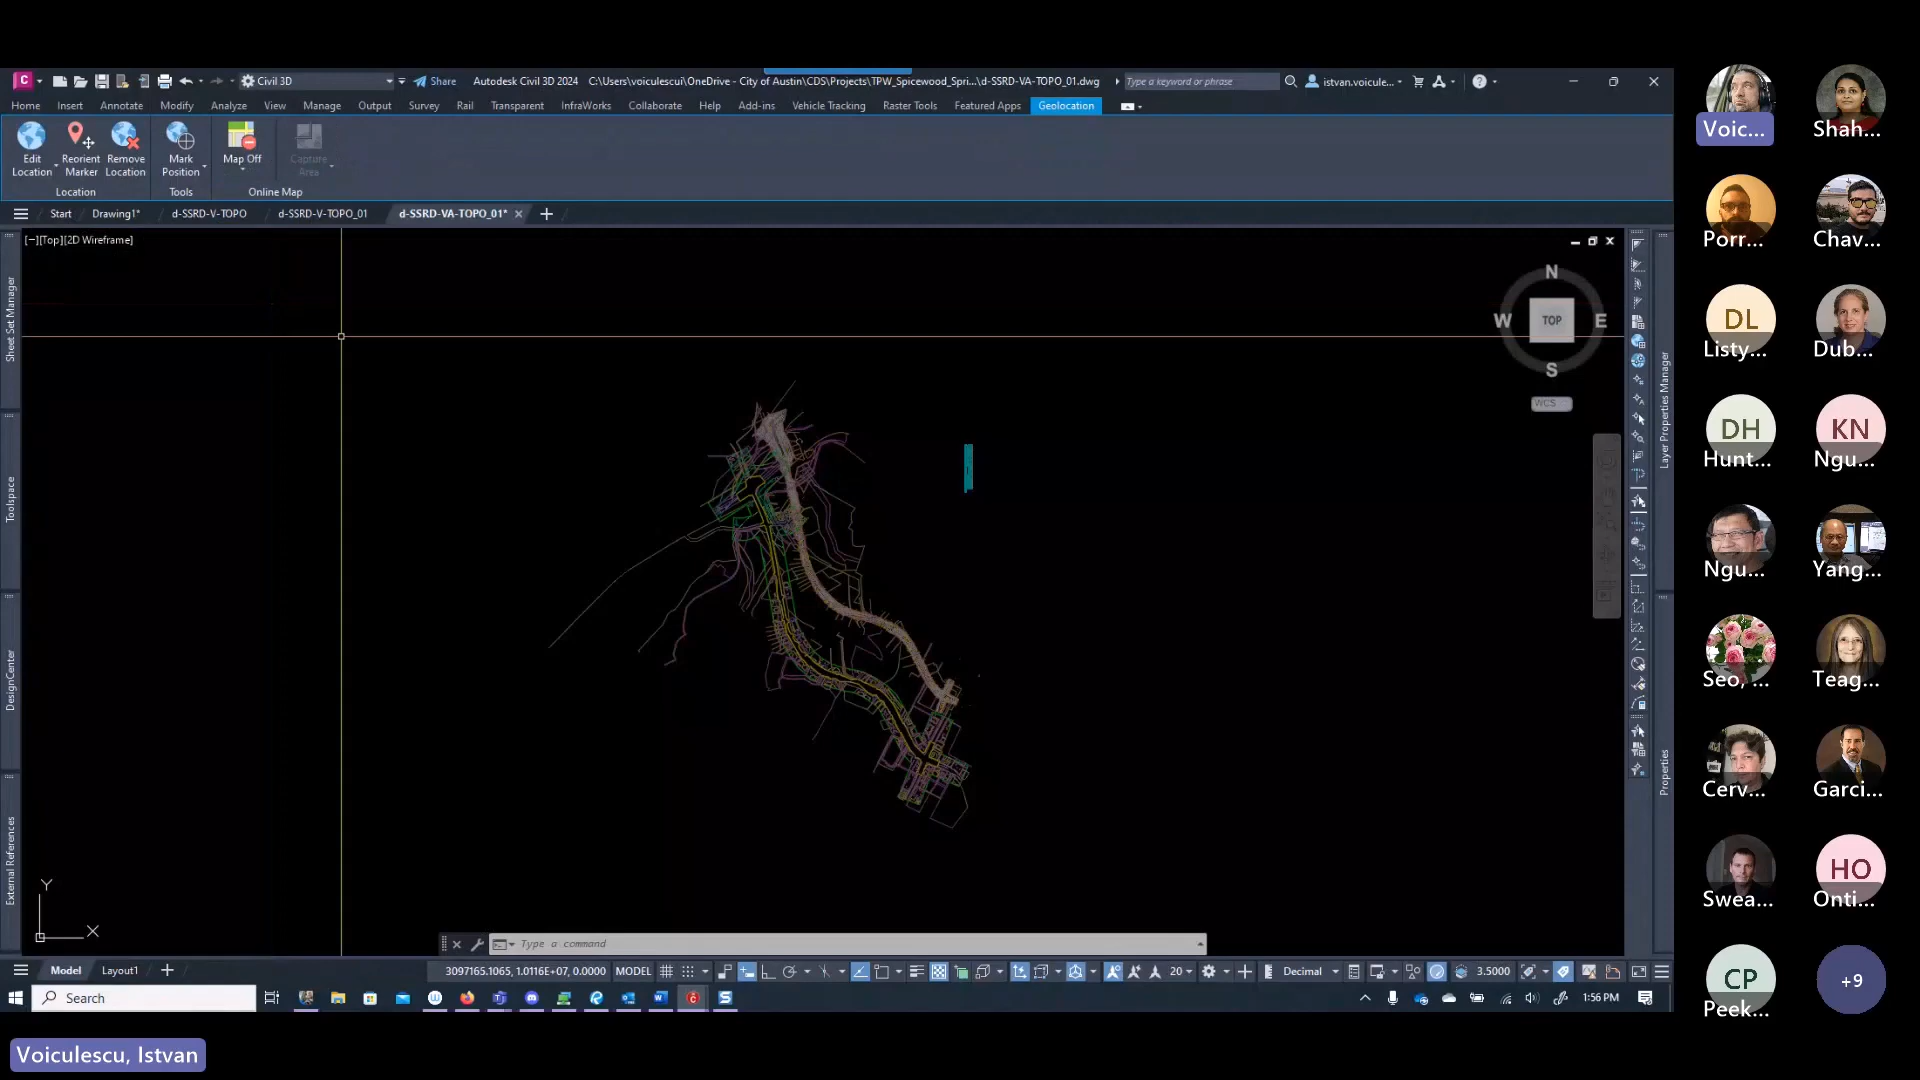 Civil 3D
Share
Autodesk Civil 3D 2024 C:\Users\voiculescui\OneDrive - City of Austin\CDS\Projects\TPW_Spicewood_Spri...\d-SSRD-VA-TOPO_01.dwg
Type a keyword or phrase
istvan.voicule...
Home Insert Annotate Modify Analyze View Manage Output Survey Rail Transparent InfraWorks Collaborate Help Add-ins Vehicle Tracking Raster Tools Featured Apps Geolocation
Edit Location
Reorient Marker
Remove Location
Mark Position
Map Off
Capture Area
Location Tools Online Map
Start Drawing1* d-SSRD-V-TOPO d-SSRD-V-TOPO_01 d-SSRD-VA-TOPO_01*
[−][Top][2D Wireframe]
Sheet Set Manager
Toolspace
DesignCenter
External References
N
W TOP E
S
WCS
Layer Properties Manager
Properties
Y
X
Type a command
Model Layout1
3097165.1065, 1.0116E+07, 0.0000 MODEL
20
Decimal
3.5000
Search
1:56 PM
Voiculescu, Istvan
Voic...
Shah...
Porr...
Chav...
DL
Listy...
Dub...
DH
Hunt...
KN
Ngu...
Ngu...
Yang...
Seo, ...
Teag...
Cerv...
Garci...
Swea...
HO
Onti...
CP
Peek...
+9